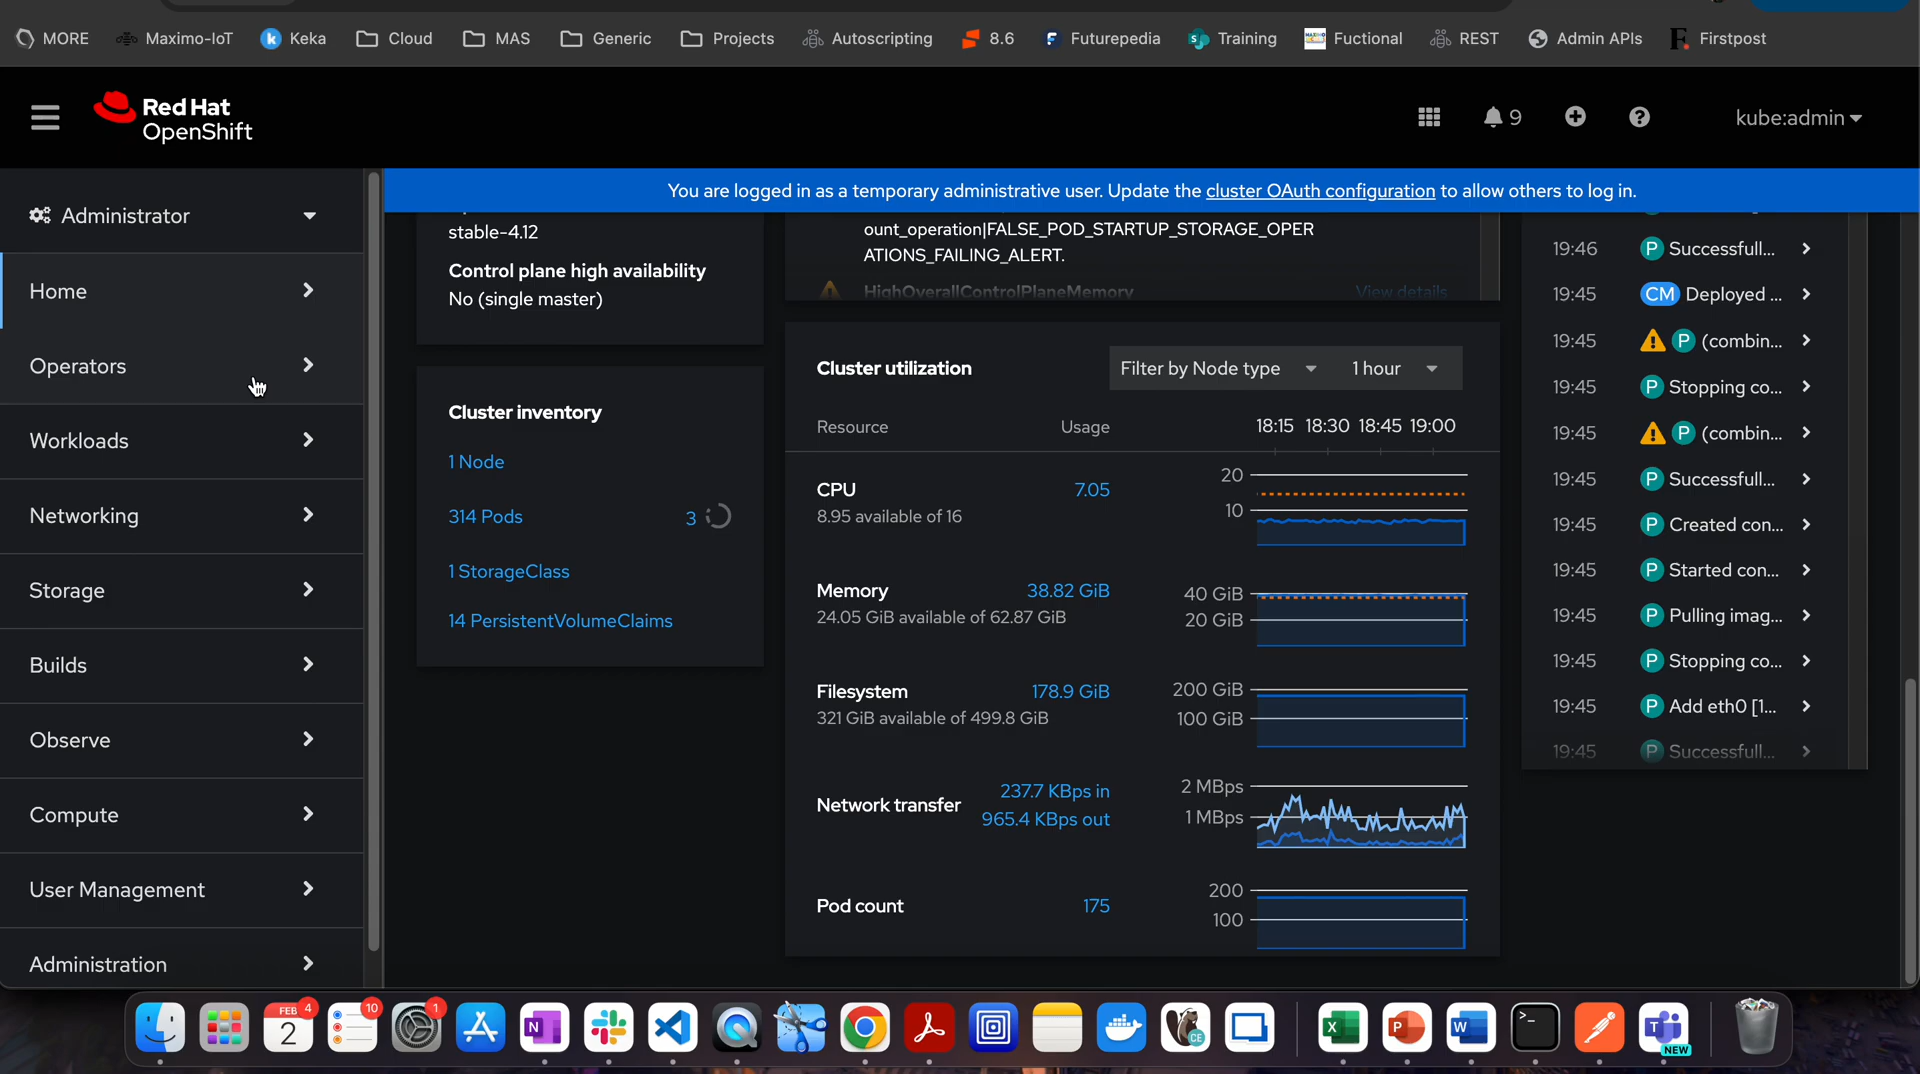 MORE
Maximo-IoT
Keka
Cloud
MAS
Generic
Projects
Autoscripting
8.6
Futurepedia
Training
Fuctional
REST
Admin APIs
Firstpost
Red Hat
OpenShift
9
kube:admin
You are logged in as a temporary administrative user. Update the cluster OAuth configuration to allow others to log in.
Administrator
Home
Operators
Workloads
Networking
Storage
Builds
Observe
Compute
User Management
Administration
stable-4.12
Control plane high availability
No (single master)
Cluster inventory
1 Node
314 Pods
3
1 StorageClass
14 PersistentVolumeClaims
ount_operation|FALSE_POD_STARTUP_STORAGE_OPER
ATIONS_FAILING_ALERT.
HighOverallControlPlaneMemory View details
Cluster utilization
Filter by Node type
1 hour
Resource Usage 18:15 18:30 18:45 19:00
CPU 7.05
8.95 available of 16
20
10
Memory 38.82 GiB
24.05 GiB available of 62.87 GiB
40 GiB
20 GiB
Filesystem 178.9 GiB
321 GiB available of 499.8 GiB
200 GiB
100 GiB
Network transfer
237.7 KBps in
965.4 KBps out
2 MBps
1 MBps
Pod count 175
200
100
19:46 P Successfull...
19:45 CM Deployed ...
19:45 P (combin...
19:45 P Stopping co...
19:45 P (combin...
19:45 P Successfull...
19:45 P Created con...
19:45 P Started con...
19:45 P Pulling imag...
19:45 P Stopping co...
19:45 P Add eth0 [1...
19:45 P Successfull...
FEB
2
4
10
1
N
CE
X
P
W
>_
T
NEW